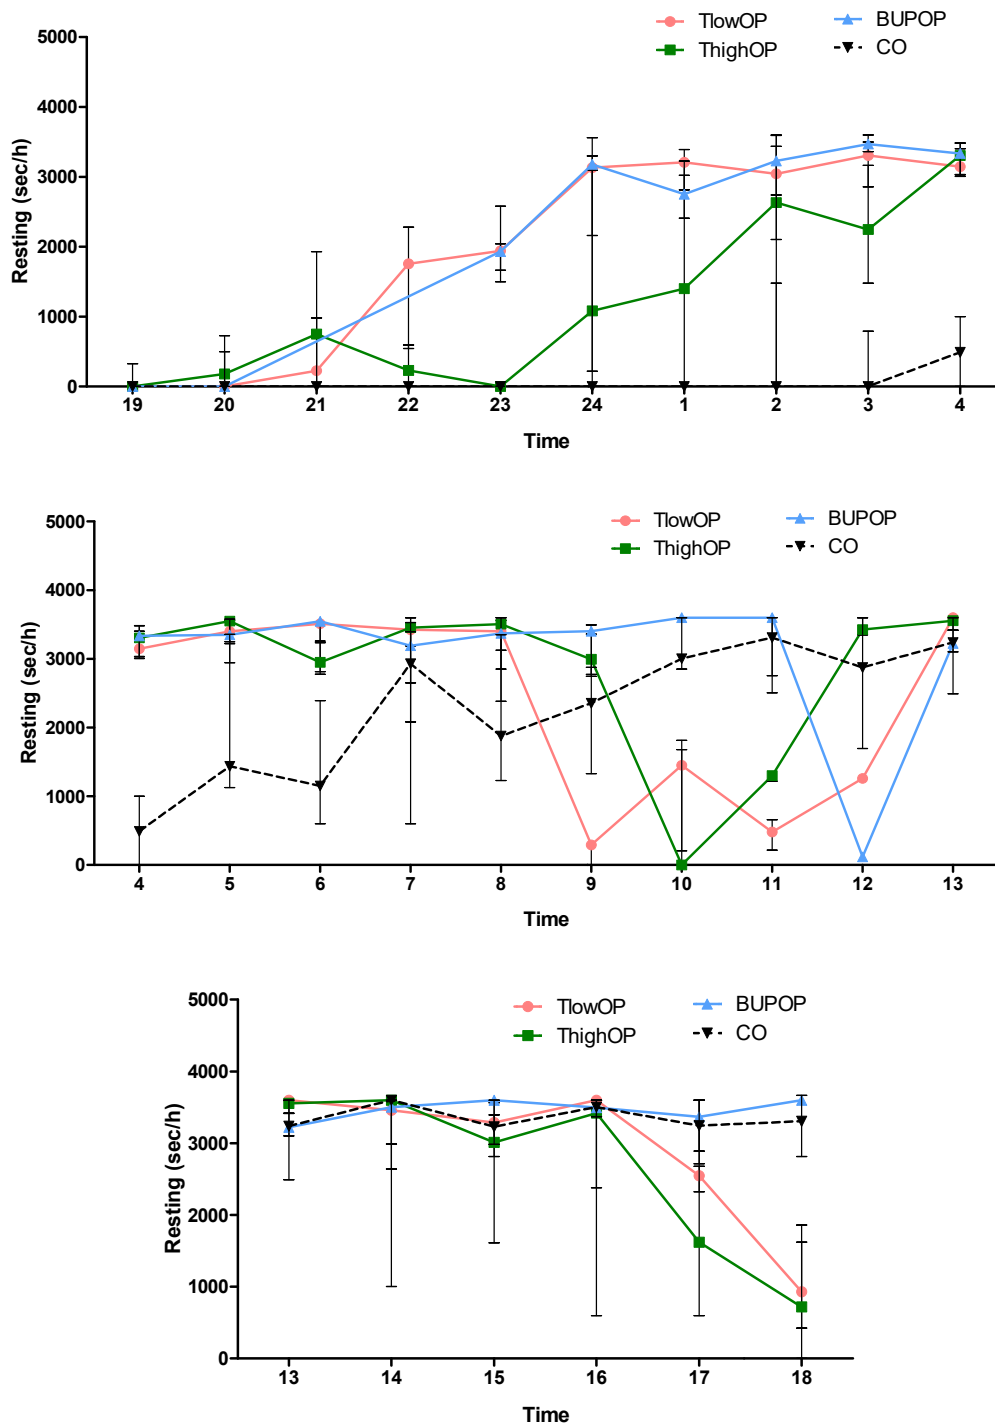 TlowOP BUPOP
ThighOP CO
5000
4000
3000
2000
1000
0
Resting (sec/h)
19 20 21 22 23 24 1 2 3 4
Time
TlowOP BUPOP
ThighOP CO
5000
4000
3000
2000
1000
0
Resting (sec/h)
4 5 6 7 8 9 10 11 12 13
Time
TlowOP BUPOP
ThighOP CO
5000
4000
3000
2000
1000
0
Resting (sec/h)
13 14 15 16 17 18
Time